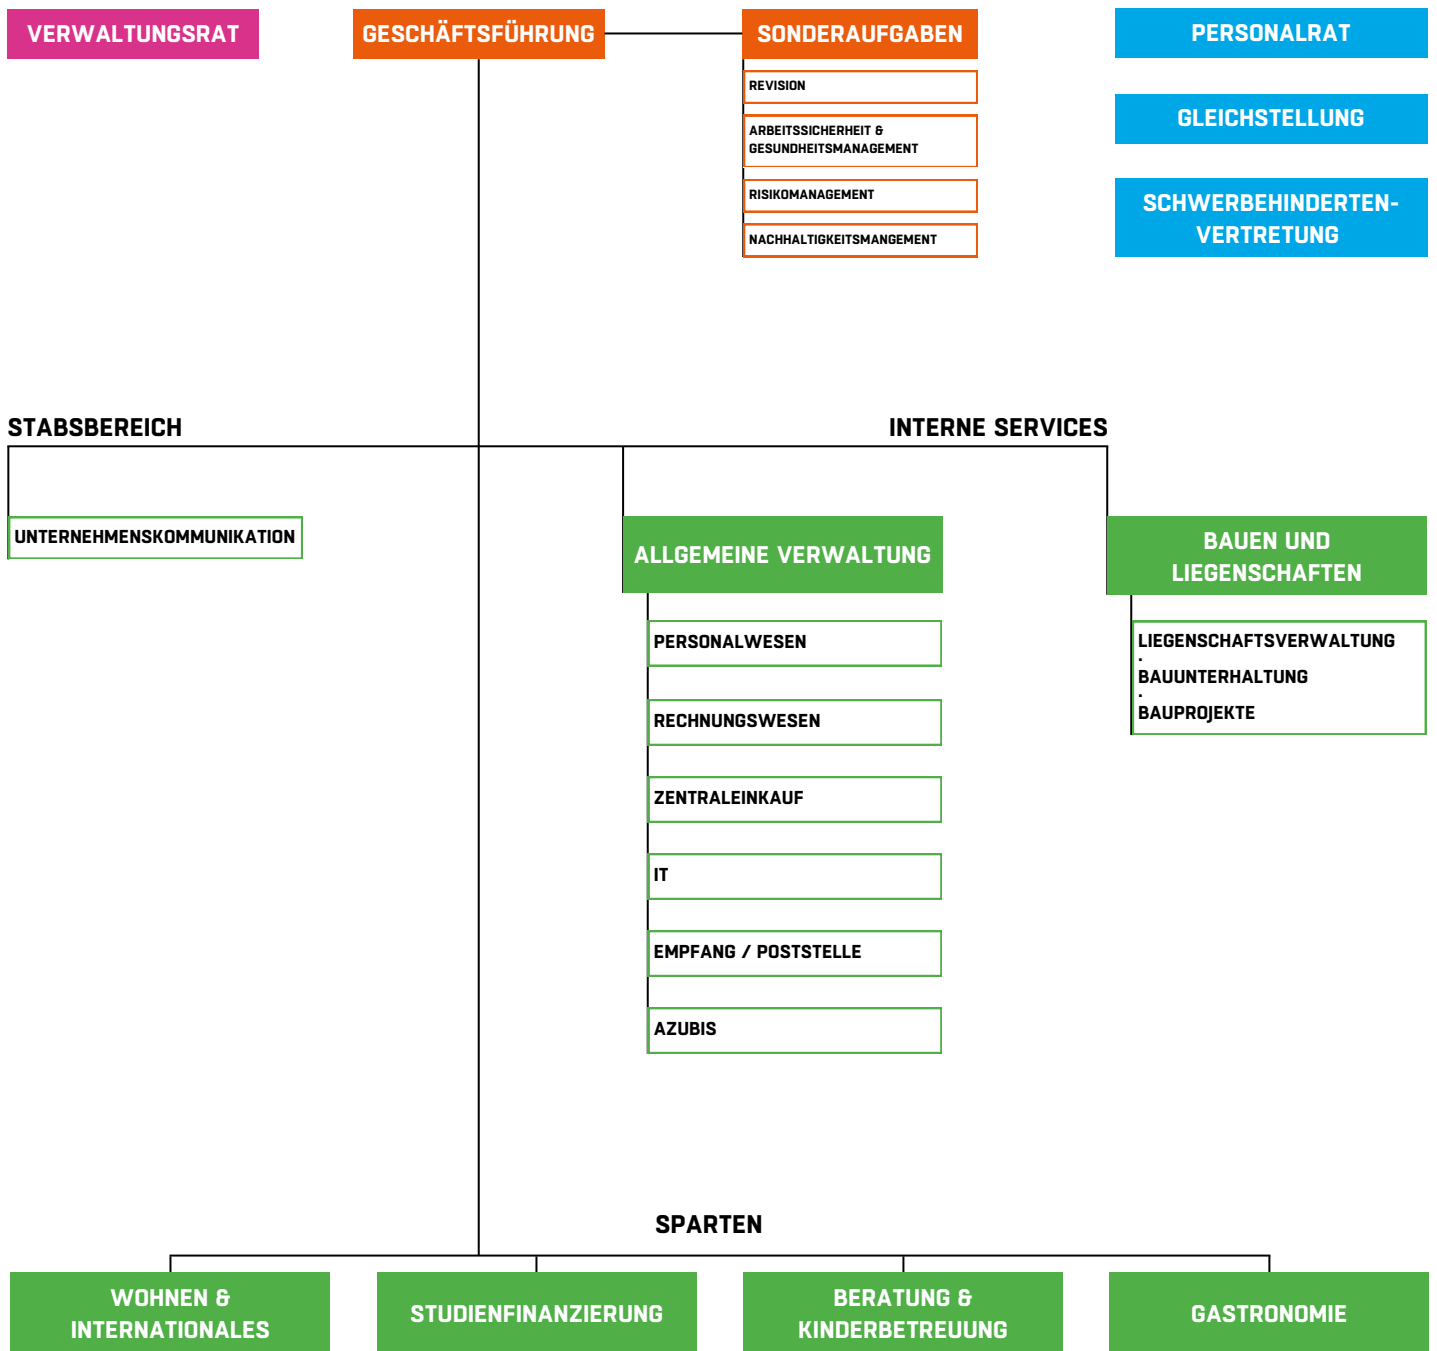 VERWALTUNGSRAT
GESCHÄFTSFÜHRUNG
SONDERAUFGABEN
REVISION
ARBEITSSICHERHEIT &
GESUNDHEITSMANAGEMENT
RISIKOMANAGEMENT
NACHHALTIGKEITSMANGEMENT
PERSONALRAT
GLEICHSTELLUNG
SCHWERBEHINDERTEN-
VERTRETUNG
STABSBEREICH
INTERNE SERVICES
UNTERNEHMENSKOMMUNIKATION
ALLGEMEINE VERWALTUNG
PERSONALWESEN
RECHNUNGSWESEN
ZENTRALEINKAUF
IT
EMPFANG / POSTSTELLE
AZUBIS
BAUEN UND
LIEGENSCHAFTEN
LIEGENSCHAFTSVERWALTUNG
·
BAUUNTERHALTUNG
·
BAUPROJEKTE
SPARTEN
WOHNEN &
INTERNATIONALES
STUDIENFINANZIERUNG
BERATUNG &
KINDERBETREUUNG
GASTRONOMIE